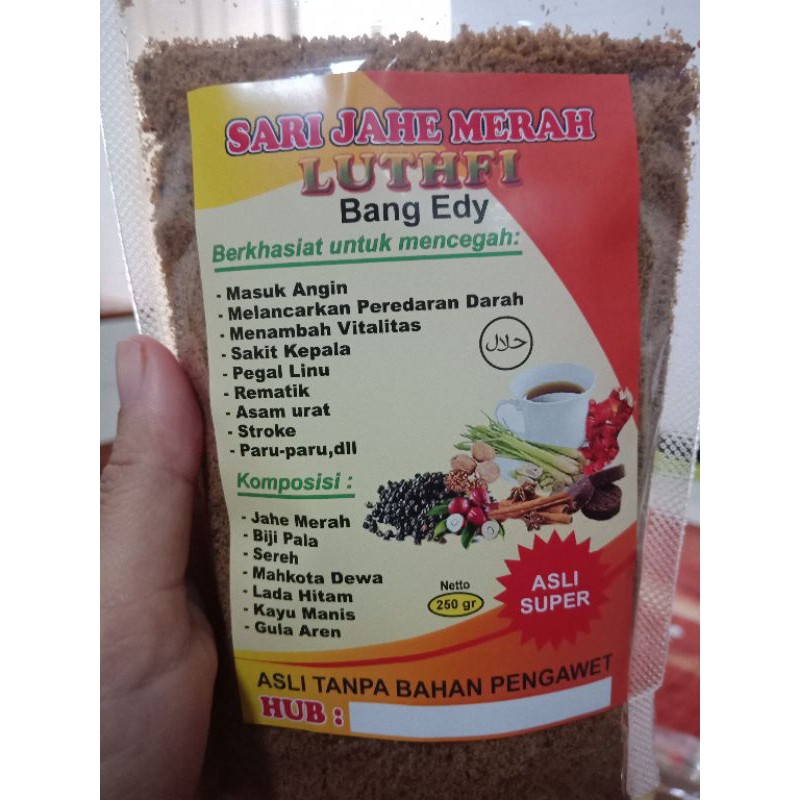 SARI JAHE MERAH
LUTHFI
Bang Edy
Berkhasiat untuk mencegah:
- Masuk Angin
- Melancarkan Peredaran Darah
- Menambah Vitalitas
- Sakit Kepala
- Pegal Linu
- Rematik
- Asam urat
- Stroke
- Paru-paru,dll
حلال
Komposisi :
- Jahe Merah
- Biji Pala
- Sereh
- Mahkota Dewa
- Lada Hitam
- Kayu Manis
- Gula Aren
Netto
250 gr
ASLI
SUPER
ASLI TANPA BAHAN PENGAWET
HUB :